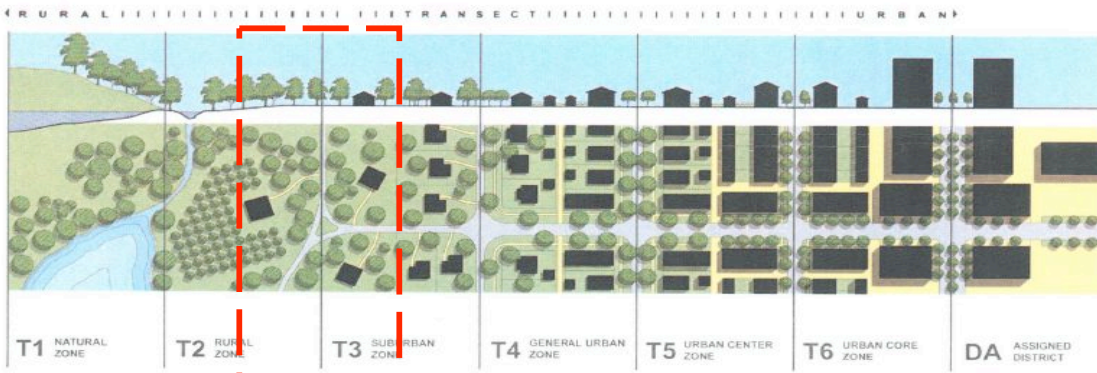 RURAL TRANSECT URBAN
T1 NATURAL ZONE
T2 RURAL ZONE
T3 SUBURBAN ZONE
T4 GENERAL URBAN ZONE
T5 URBAN CENTER ZONE
T6 URBAN CORE ZONE
DA ASSIGNED DISTRICT